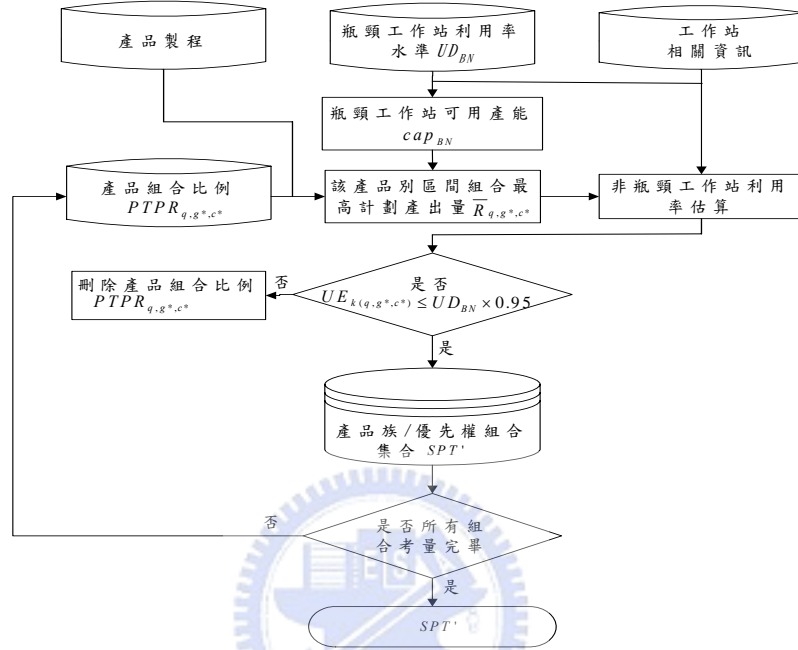 產品製程
瓶頸工作站利用率
水準 UD_BN
工作站
相關資訊
瓶頸工作站可用產能
cap_BN
產品組合比例
PTPR_q,g*,c*
該產品別區間組合最
高計劃產出量 R̅_q,g*,c*
非瓶頸工作站利用
率估算
刪除產品組合比例
PTPR_q,g*,c*
否
是否
UE_k(q,g*,c*) ≤ UD_BN × 0.95
是
產品族/優先權組合
集合 SPT'
否
是否所有組
合考量完畢
是
SPT'